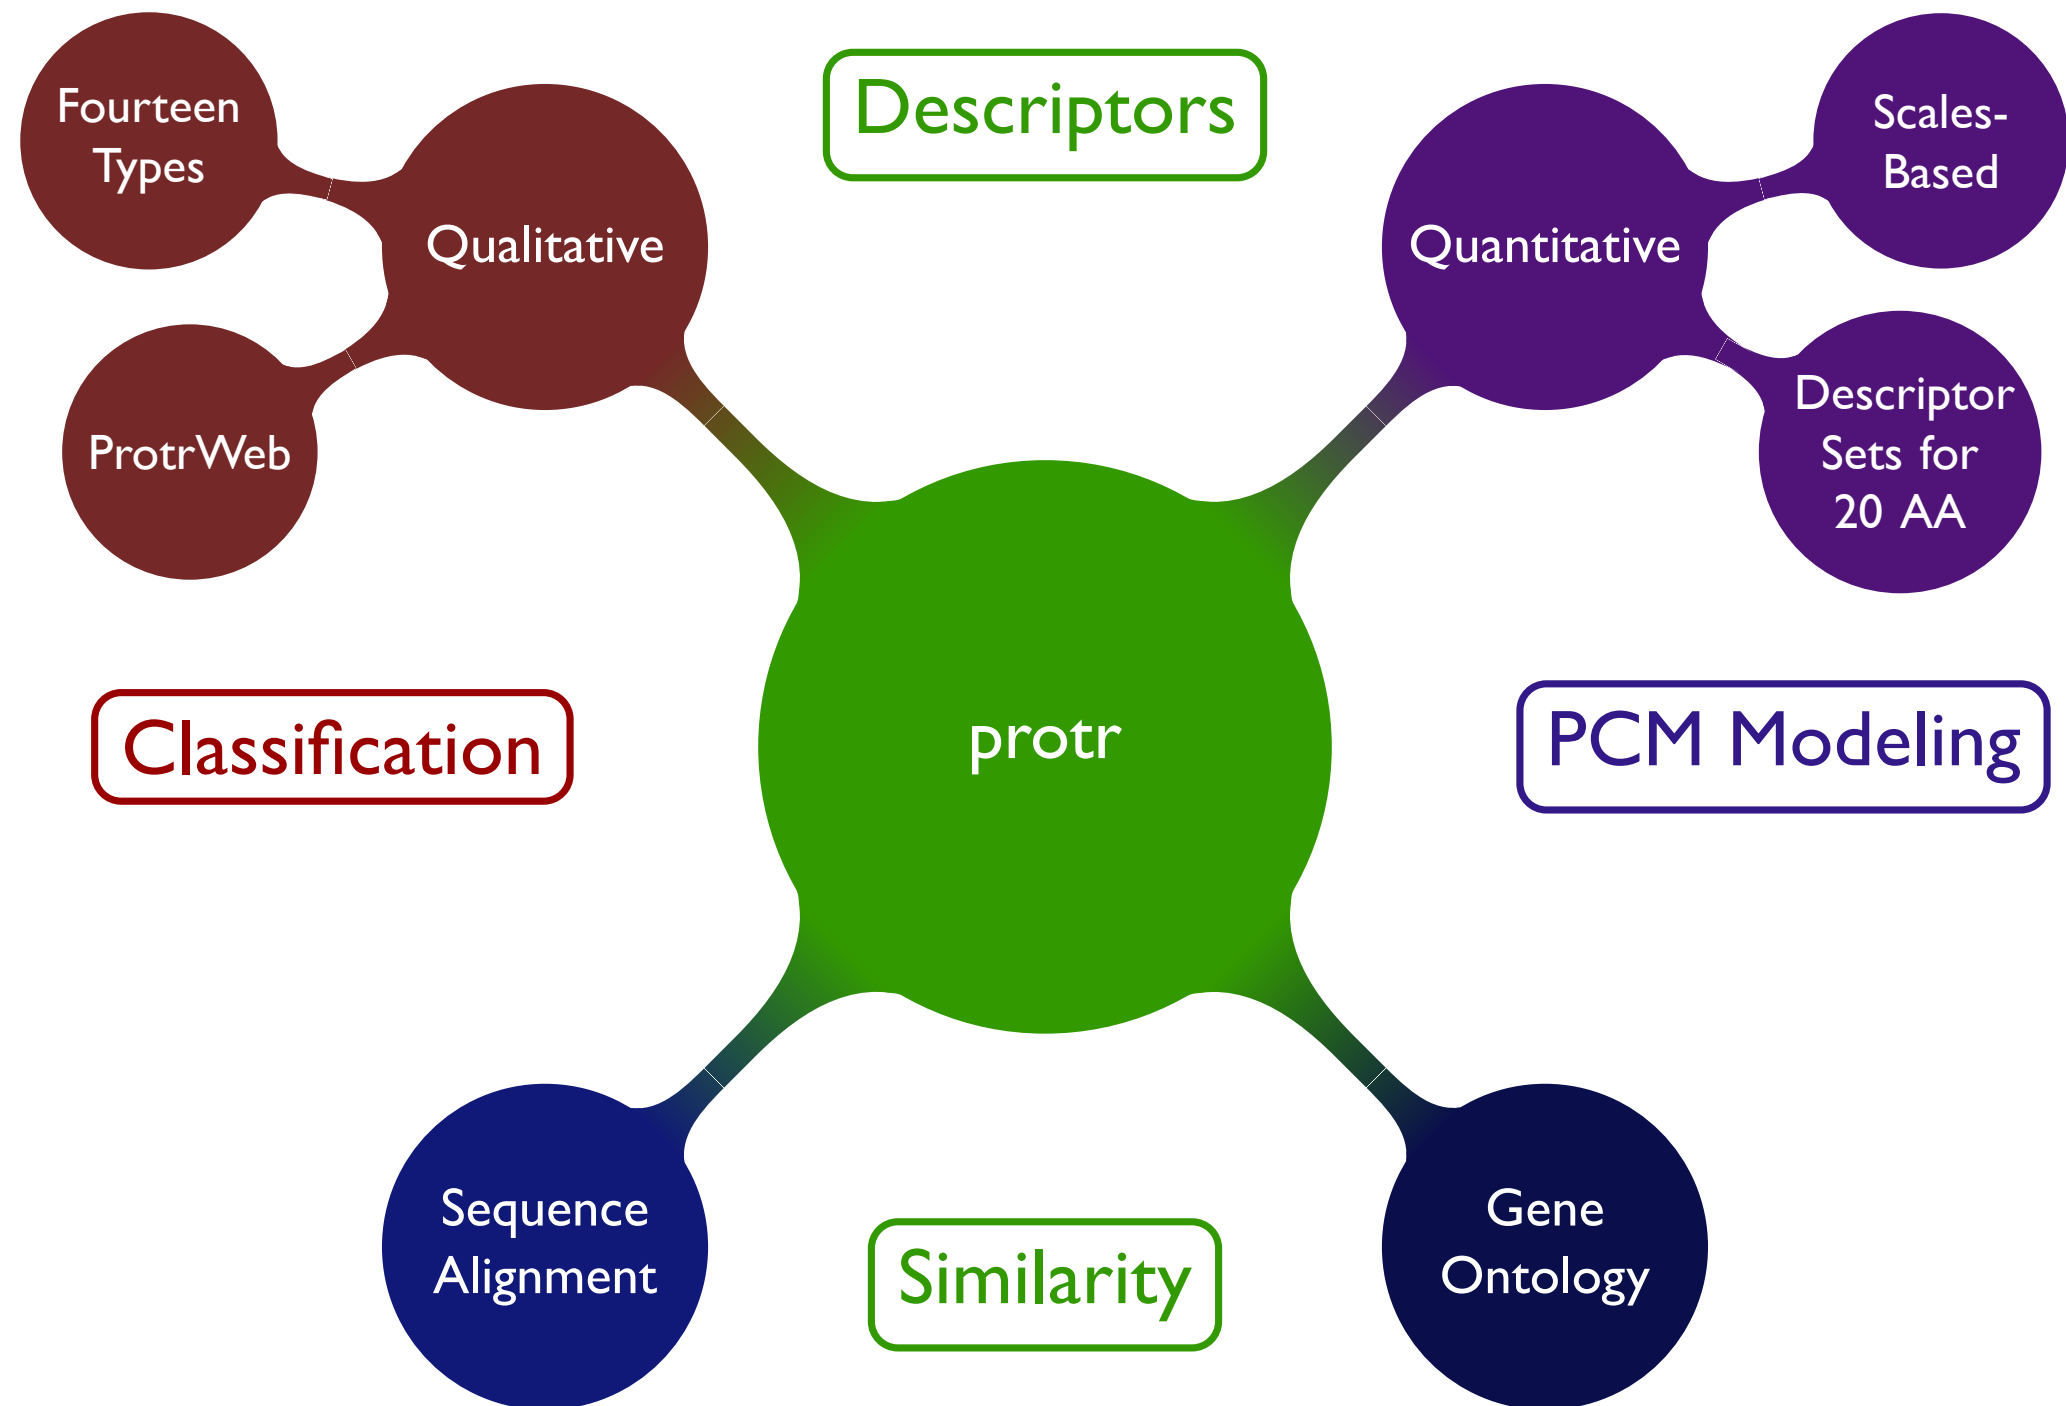 Descriptors
Fourteen
Types
Qualitative
ProtrWeb
Quantitative
Scales-
Based
Descriptor
Sets for
20 AA
Classification
protr
PCM Modeling
Sequence
Alignment
Similarity
Gene
Ontology